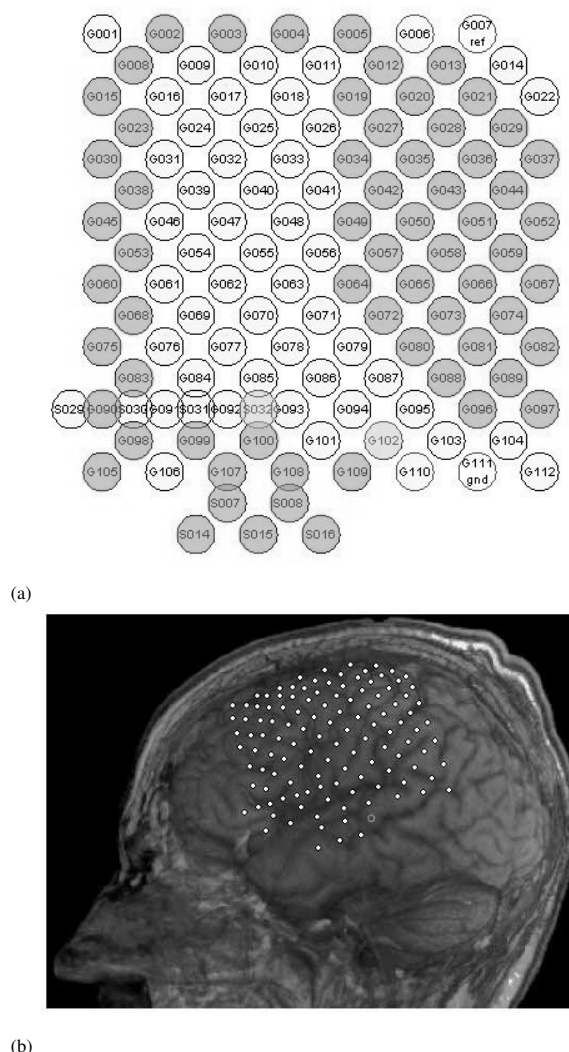 G001 G002 G003 G004 G005 G006 G007
ref
G008 G009 G010 G011 G012 G013 G014
G015 G016 G017 G018 G019 G020 G021 G022
G023 G024 G025 G026 G027 G028 G029
G030 G031 G032 G033 G034 G035 G036 G037
G038 G039 G040 G041 G042 G043 G044
G045 G046 G047 G048 G049 G050 G051 G052
G053 G054 G055 G056 G057 G058 G059
G060 G061 G062 G063 G064 G065 G066 G067
G068 G069 G070 G071 G072 G073 G074
G075 G076 G077 G078 G079 G080 G081 G082
G083 G084 G085 G086 G087 G088 G089
S029 G090 S030 G091 S031 G092 S032 G093 G094 G095 G096 G097
G098 G099 G100 G101 G102 G103 G104
G105 G106 G107 G108 G109 G110 G111 G112
gnd
S007 S008
S014 S015 S016
(a)
(b)